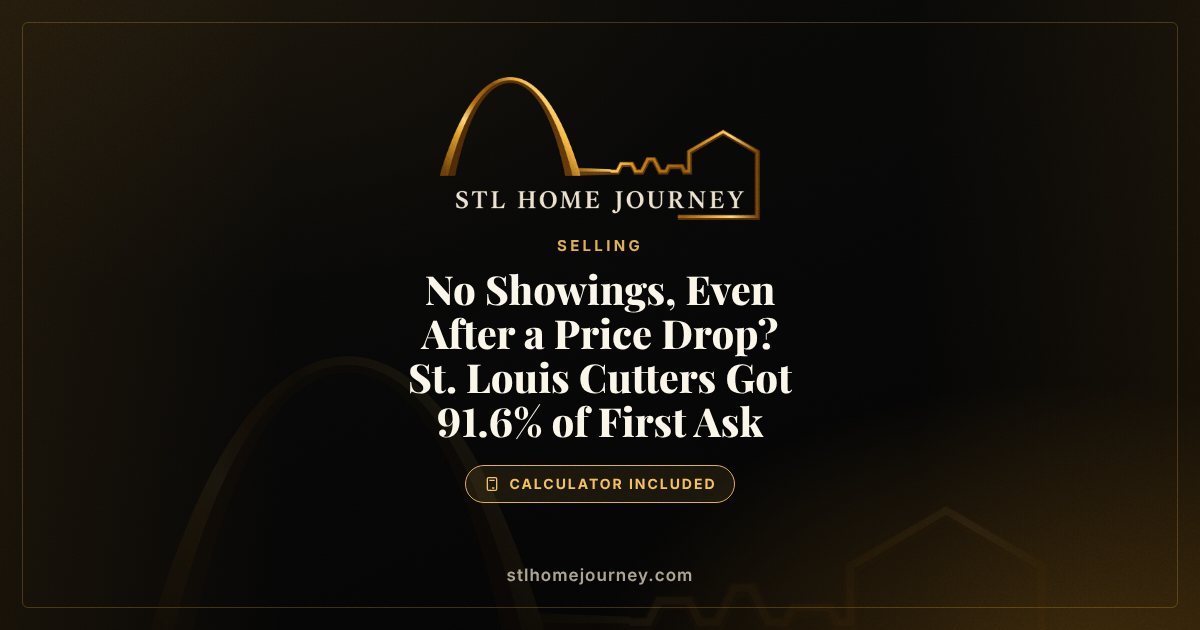 STL HOME JOURNEY
SELLING
No Showings, Even
After a Price Drop?
St. Louis Cutters Got
91.6% of First Ask
CALCULATOR INCLUDED
stlhomejourney.com